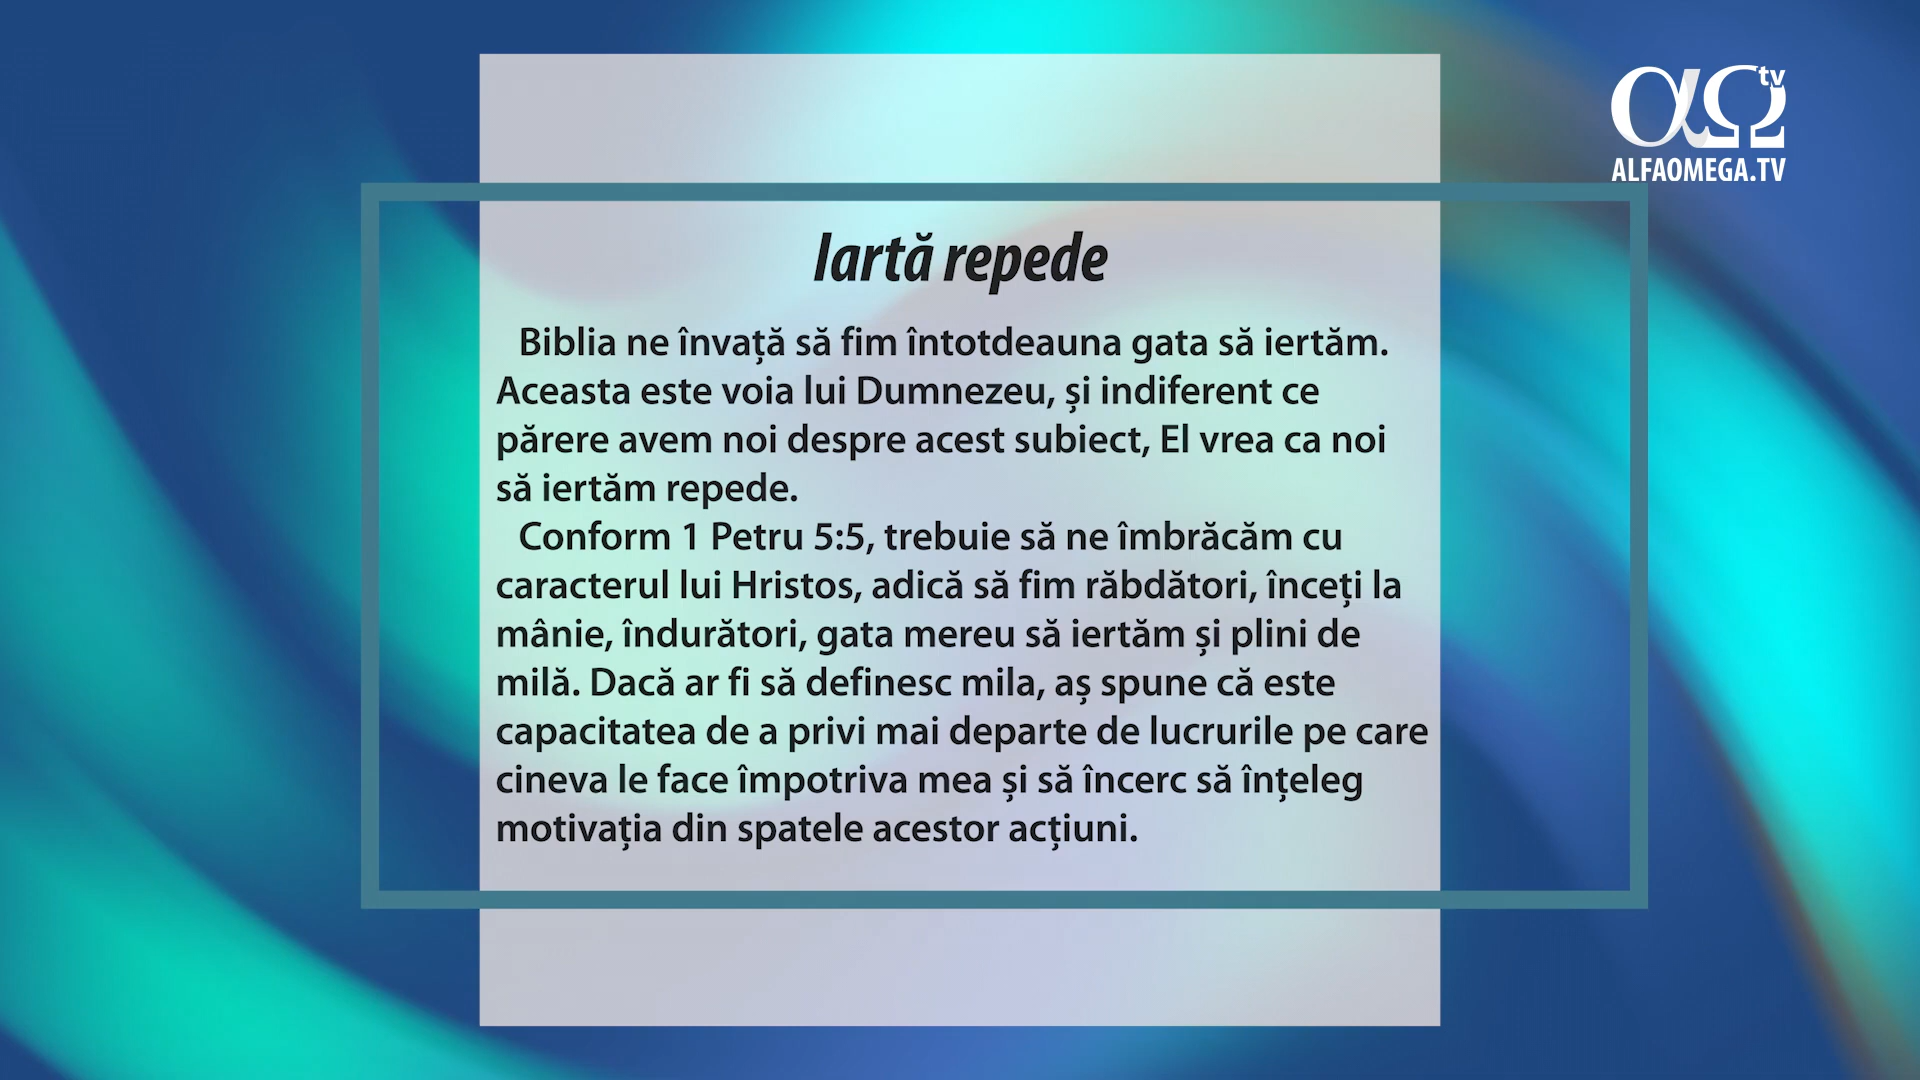 αΩ tv
ALFAOMEGA.TV
Iartă repede
Biblia ne învață să fim întotdeauna gata să iertăm.
Aceasta este voia lui Dumnezeu, și indiferent ce
părere avem noi despre acest subiect, El vrea ca noi
să iertăm repede.
Conform 1 Petru 5:5, trebuie să ne îmbrăcăm cu
caracterul lui Hristos, adică să fim răbdători, înceți la
mânie, îndurători, gata mereu să iertăm și plini de
milă. Dacă ar fi să definesc mila, aș spune că este
capacitatea de a privi mai departe de lucrurile pe care
cineva le face împotriva mea și să încerc să înțeleg
motivația din spatele acestor acțiuni.